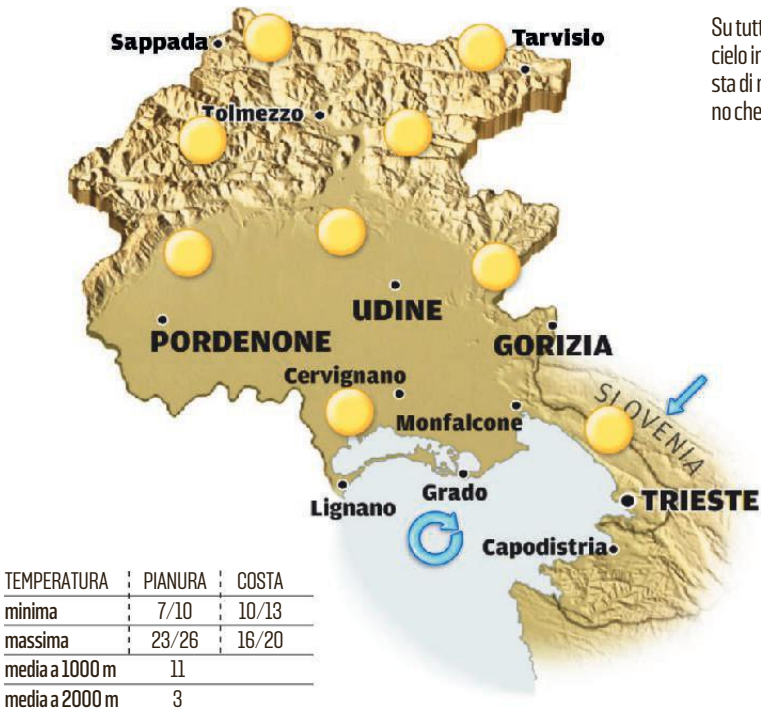 Sappada
Tarvisio
Tolmezzo
UDINE
PORDENONE
GORIZIA
Cervignano
Monfalcone
SLOVENIA
Lignano
Grado
TRIESTE
Capodistria
Su tutt
cielo in
sta di
no che
TEMPERATURA PIANURA COSTA
minima 7/10 10/13
massima 23/26 16/20
media a 1000 m 11
media a 2000 m 3